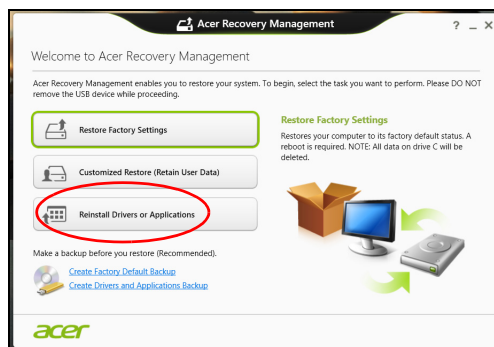 Acer Recovery Management
? _ X
Welcome to Acer Recovery Management
Acer Recovery Management enables you to restore your system. To begin, select the task you want to perform. Please DO NOT
remove the USB device while proceeding.
Restore Factory Settings
Customized Restore (Retain User Data)
Reinstall Drivers or Applications
Restore Factory Settings
Restores your computer to its factory default status. A
reboot is required. NOTE: All data on drive C will be
deleted.
Make a backup before you restore (Recommended).
Create Factory Default Backup
Create Drivers and Applications Backup
acer